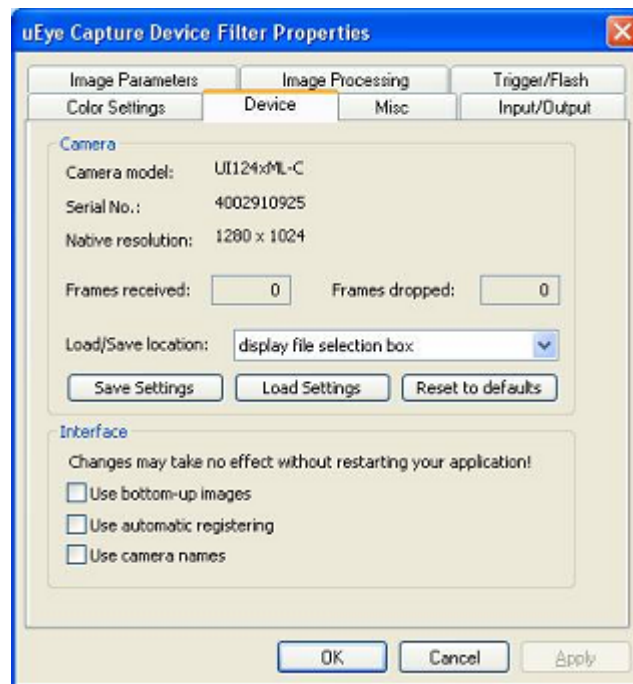 uEye Capture Device Filter Properties
Image Parameters Image Processing Trigger/Flash
Color Settings Device Misc Input/Output
Camera
Camera model: UI124xML-C
Serial No.: 4002910925
Native resolution: 1280 x 1024
Frames received: 0 Frames dropped: 0
Load/Save location: display file selection box
Save Settings Load Settings Reset to defaults
Interface
Changes may take no effect without restarting your application!
Use bottom-up images
Use automatic registering
Use camera names
OK Cancel Apply